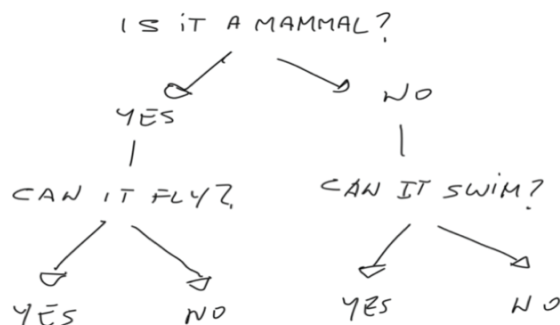 IS IT A MAMMAL?
YES
NO
CAN IT FLY?
CAN IT SWIM?
YES
NO
YES
NO